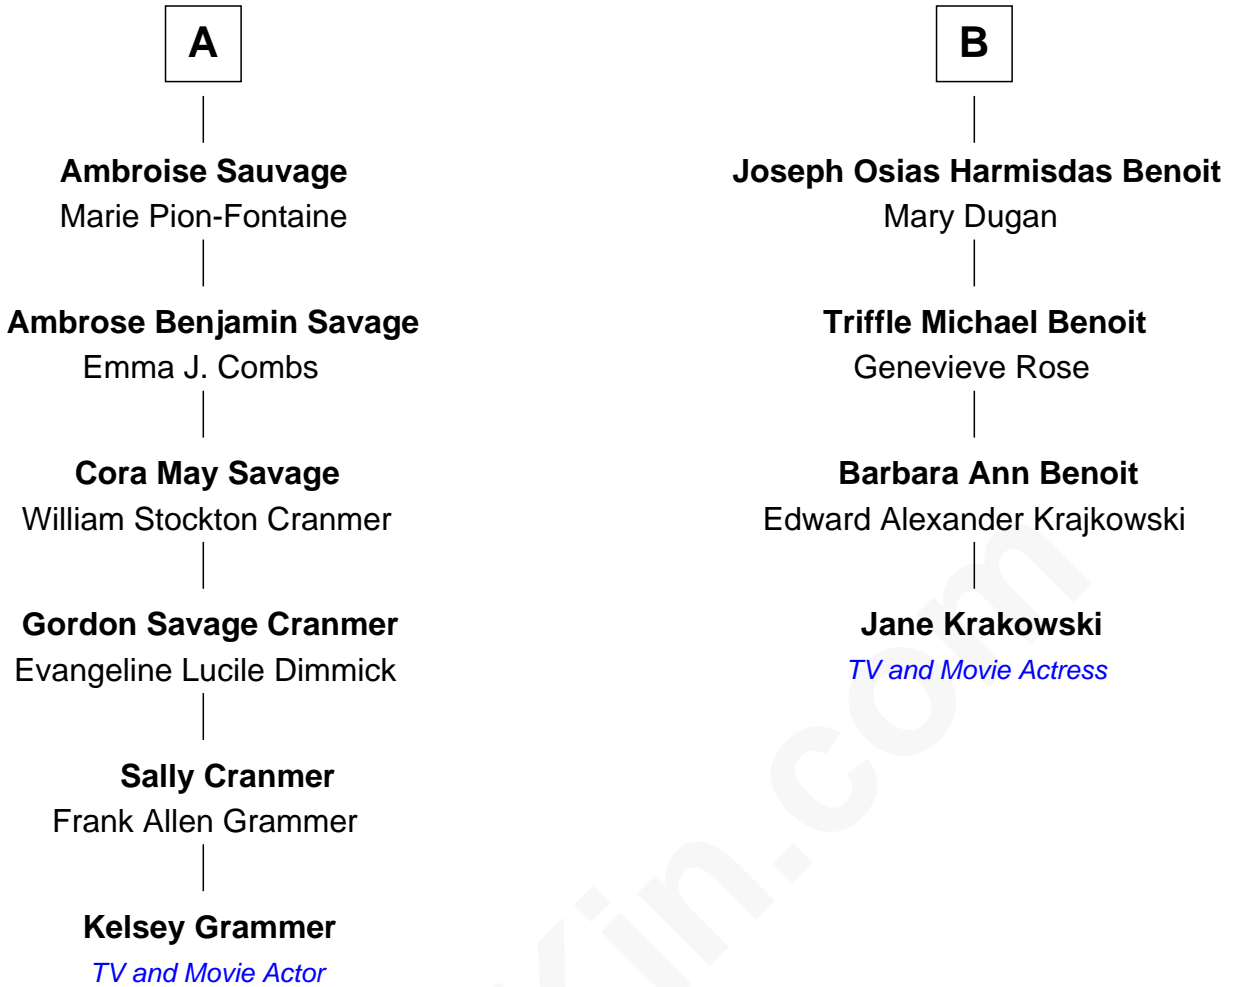 A
Ambroise Sauvage
Marie Pion-Fontaine
Ambrose Benjamin Savage
Emma J. Combs
Cora May Savage
William Stockton Cranmer
Gordon Savage Cranmer
Evangeline Lucile Dimmick
Sally Cranmer
Frank Allen Grammer
Kelsey Grammer
TV and Movie Actor
B
Joseph Osias Harmisdas Benoit
Mary Dugan
Triffle Michael Benoit
Genevieve Rose
Barbara Ann Benoit
Edward Alexander Krajkowski
Jane Krakowski
TV and Movie Actress
Kin.com